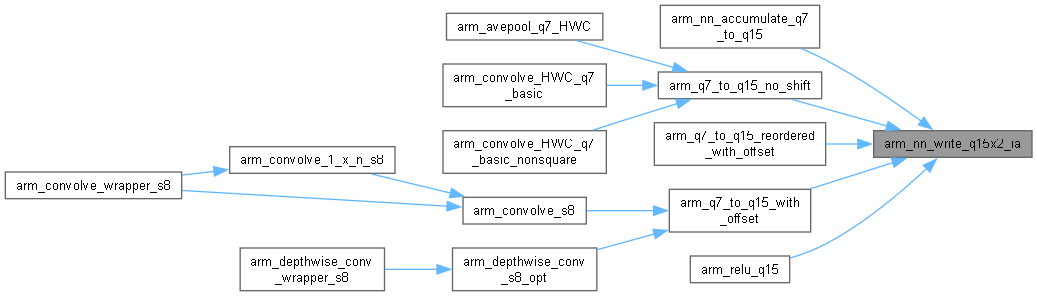 arm_avepool_q7_HWC
arm_nn_accumulate_q7
_to_q15
arm_convolve_HWC_q7
_basic
arm_q7_to_q15_no_shift
arm_convolve_HWC_q7
_basic_nonsquare
arm_q7_to_q15_reordered
_with_offset
arm_nn_write_q15x2_ia
arm_convolve_1_x_n_s8
arm_convolve_wrapper_s8
arm_convolve_s8
arm_q7_to_q15_with
_offset
arm_depthwise_conv
_wrapper_s8
arm_depthwise_conv
_s8_opt
arm_relu_q15